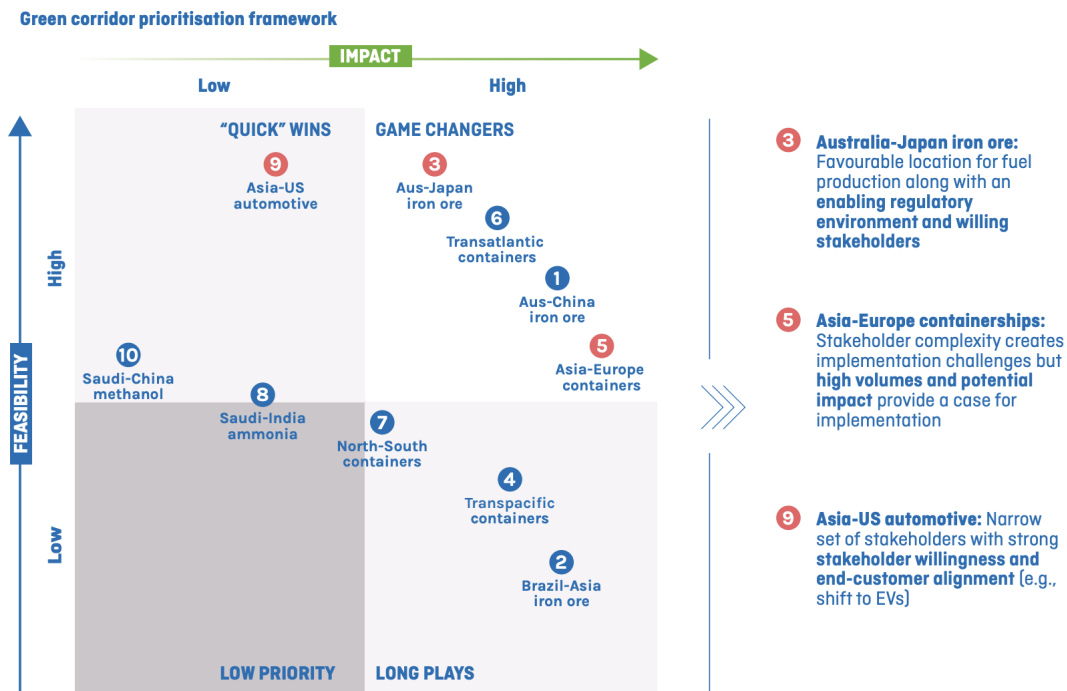 Green corridor prioritisation framework
IMPACT
Low
High
"QUICK" WINS
GAME CHANGERS
9
Asia-US
automotive
3
Aus-Japan
iron ore
6
Transatlantic
containers
1
Aus-China
iron ore
5
Asia-Europe
containers
10
Saudi-China
methanol
8
Saudi-India
ammonia
7
North-South
containers
4
Transpacific
containers
2
Brazil-Asia
iron ore
LOW PRIORITY
LONG PLAYS
FEASIBILITY
High
Low
3
Australia-Japan iron ore:
Favourable location for fuel
production along with an
enabling regulatory
environment and willing
stakeholders
5
Asia-Europe containerships:
Stakeholder complexity creates
implementation challenges but
high volumes and potential
impact provide a case for
implementation
9
Asia-US automotive: Narrow
set of stakeholders with strong
stakeholder willingness and
end-customer alignment (e.g.,
shift to EVs)